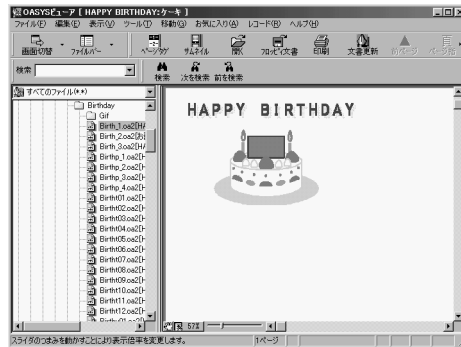 OASYSビューア [ HAPPY BIRTHDAY:ケーキ ]
ファイル(F) 編集(E) 表示(V) ツール(T) 移動(G) お気に入り(A) レコード(R) ヘルプ(H)
画面切替 ファイルバー ページタグ サムネイル 開く フロッピィ文書 印刷 文書更新 前ページ
検索 検索 次を検索 前を検索
すべてのファイル(*.*)
Birthday
Gif
Birth_1.oa2[HA
Birth_2.oa2[お誕
Birth_3.oa2[HA
Birthp_1.oa2[H
Birthp_2.oa2[H
Birthp_3.oa2[H
Birthp_4.oa2[H
Birtht01.oa2[H
Birtht02.oa2[H
Birtht03.oa2[H
Birtht04.oa2[H
Birtht05.oa2[H
Birtht06.oa2[H
Birtht07.oa2[H
Birtht08.oa2[H
Birtht09.oa2[H
Birtht10.oa2[H
Birtht11.oa2[H
Birtht12.oa2[H
HAPPY BIRTHDAY
57%
スライダのつまみを動かすことにより表示倍率を変更します。 1ページ